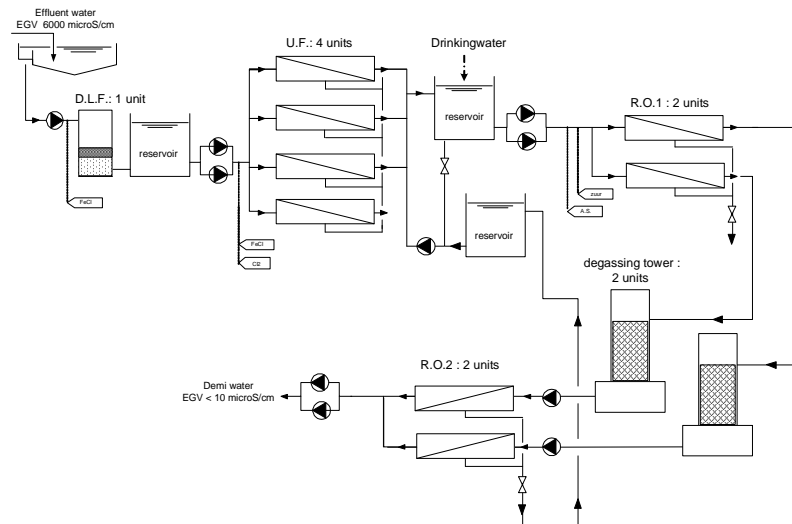 Effluent water
EGV 6000 microS/cm
D.L.F.: 1 unit
reservoir
FeCl
U.F.: 4 units
FeCl
Cl2
Drinkingwater
reservoir
reservoir
R.O.1 : 2 units
zuur
A.S.
degassing tower :
2 units
R.O.2 : 2 units
Demi water
EGV < 10 microS/cm